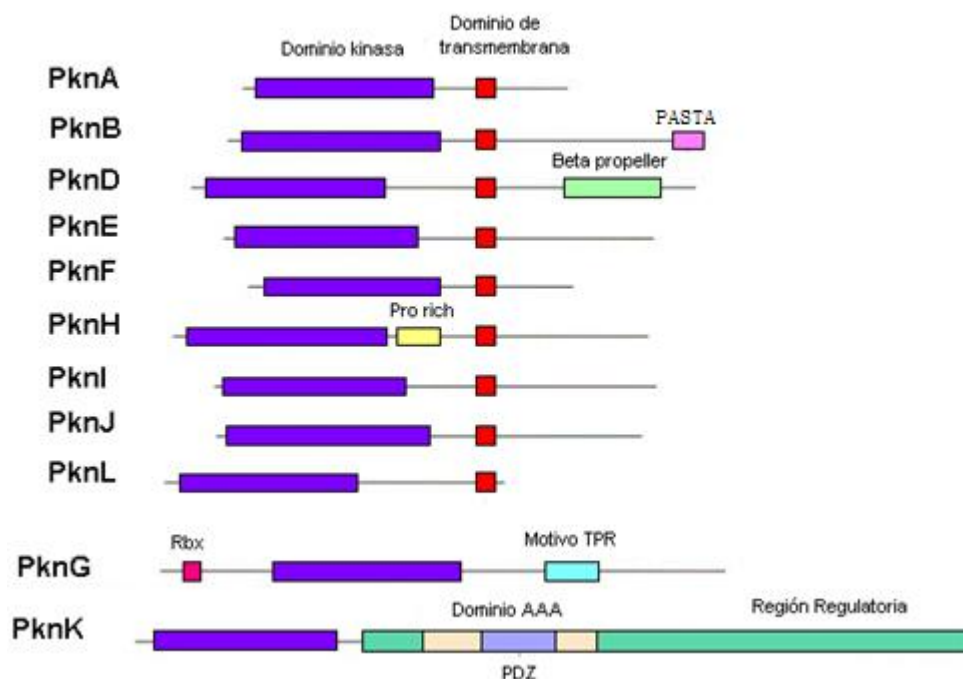 Dominio kinasa
Dominio de
transmembrana
PknA
PknB
PASTA
PknD
Beta propeller
PknE
PknF
PknH
Pro rich
PknI
PknJ
PknL
PknG
Rbx
Motivo TPR
PknK
Dominio AAA
Región Regulatoria
PDZ